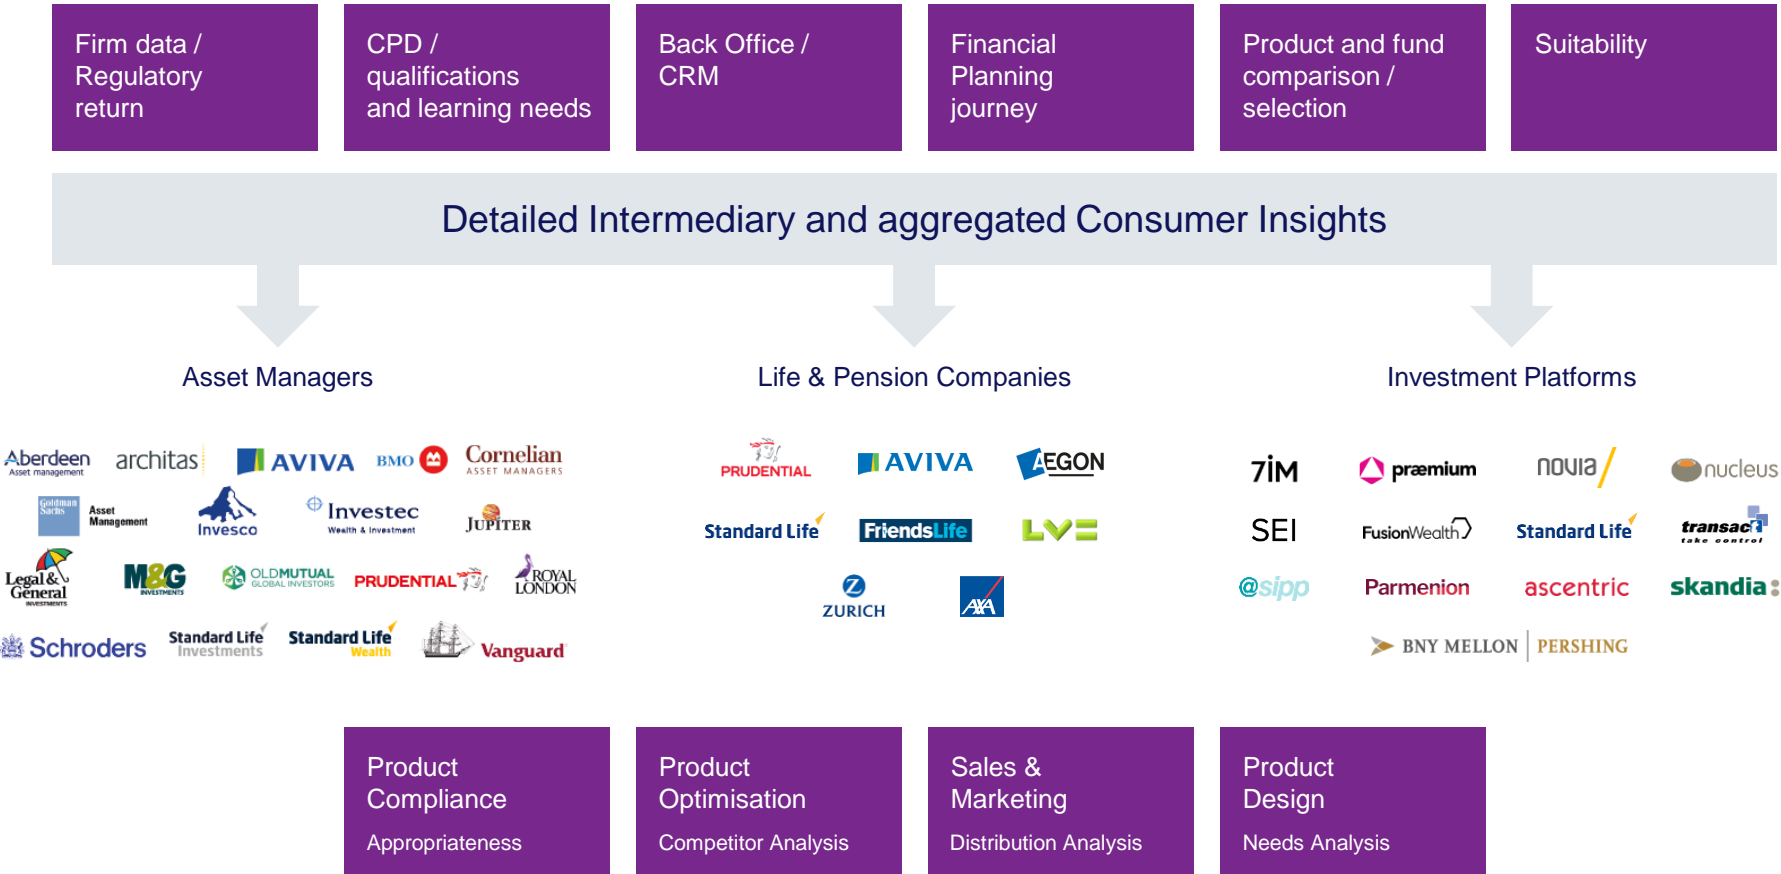 Firm data /
Regulatory
return
CPD /
qualifications
and learning needs
Back Office /
CRM
Financial
Planning
journey
Product and fund
comparison /
selection
Suitability
Detailed Intermediary and aggregated Consumer Insights
Asset Managers
Aberdeen
Asset management
architas
AVIVA
BMO
Cornelian
ASSET MANAGERS
Goldman
Sachs
Asset
Management
Invesco
Investec
Wealth & Investment
JUPITER
Legal &
General
INVESTMENTS
M&G
INVESTMENTS
OLDMUTUAL
GLOBAL INVESTORS
PRUDENTIAL
ROYAL
LONDON
Schroders
Standard Life
Investments
Standard Life
Wealth
Vanguard
Life & Pension Companies
PRUDENTIAL
AVIVA
AEGON
Standard Life
FriendsLife
LV=
ZURICH
AXA
Investment Platforms
7iM
præmium
novia
nucleus
SEI
FusionWealth
Standard Life
transact
take control
@sipp
Parmenion
ascentric
skandia:
BNY MELLON | PERSHING
Product
Compliance
Appropriateness
Product
Optimisation
Competitor Analysis
Sales &
Marketing
Distribution Analysis
Product
Design
Needs Analysis